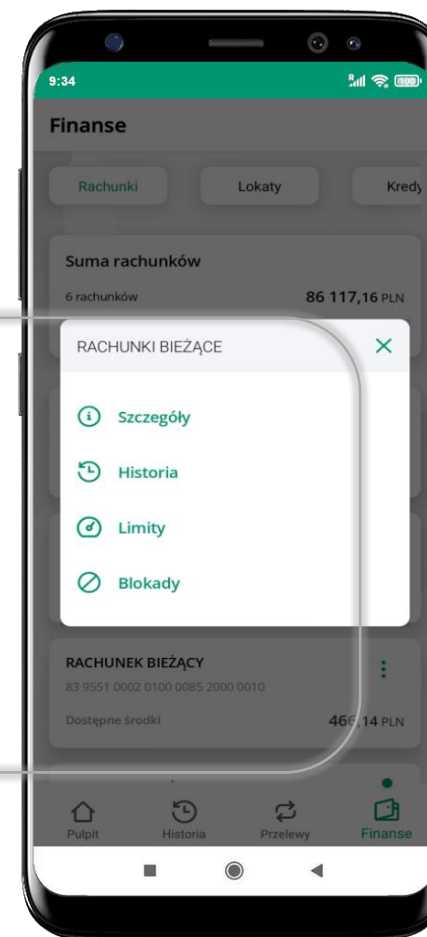 9:34
Finanse
Rachunki Lokaty Kredy
Suma rachunków
6 rachunków 86 117,16 PLN
RACHUNKI BIEŻĄCE
Szczegóły
Historia
Limity
Blokady
RACHUNEK BIEŻĄCY
83 9551 0002 0100 0085 2000 0010
Dostępne środki 466,14 PLN
Pulpit Historia Przelewy Finanse